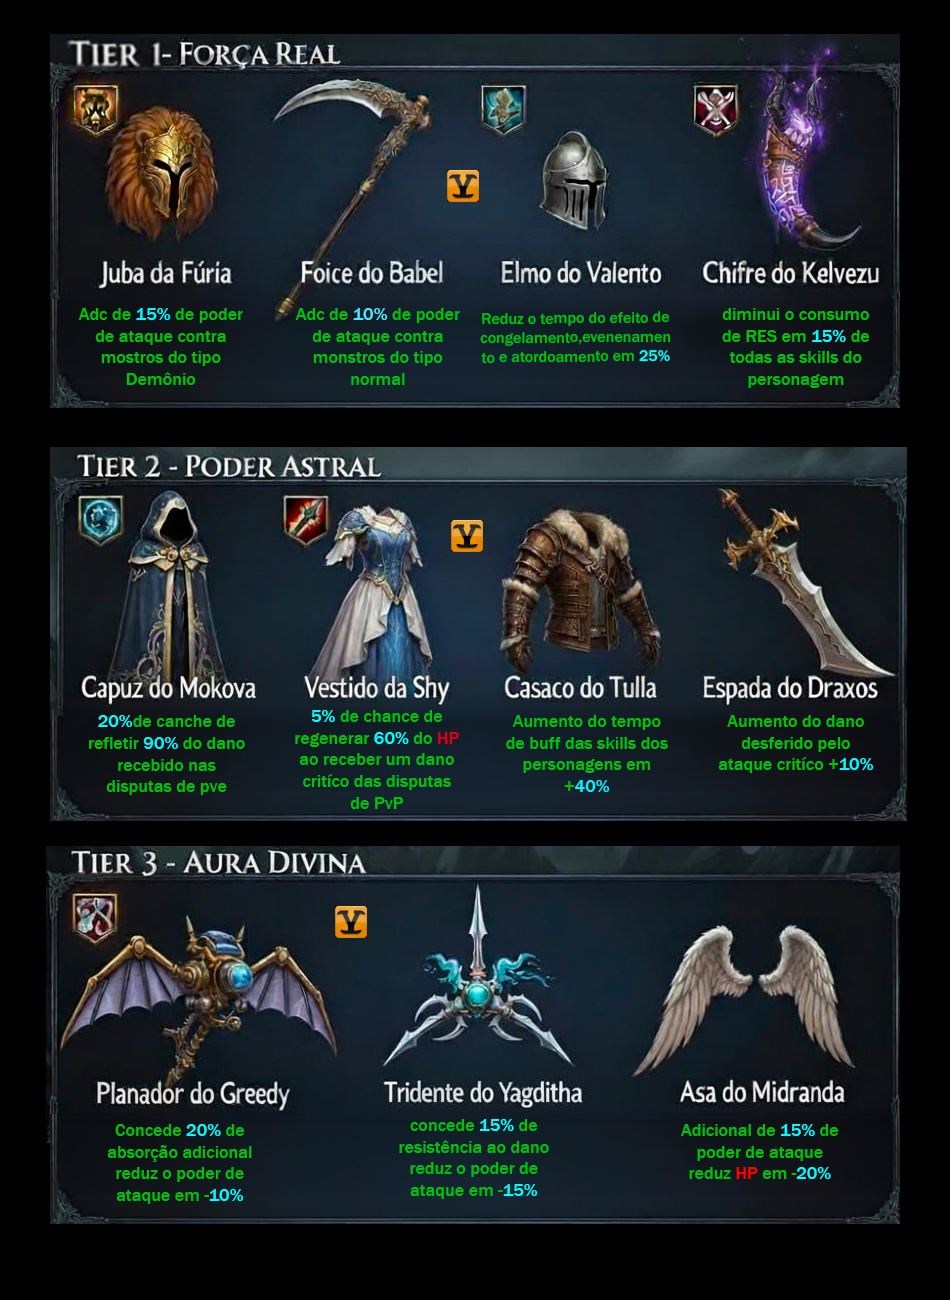 TIER 1- FORÇA REAL
Juba da Fúria
Adc de 15% de poder
de ataque contra
mostros do tipo
Demônio
Foice do Babel
Adc de 10% de poder
de ataque contra
monstros do tipo
normal
Elmo do Valento
Reduz o tempo do efeito de
congelamento,evenenamen
to e atordoamento em 25%
Chifre do Kelvezu
diminui o consumo
de RES em 15% de
todas as skills do
personagem
TIER 2 - PODER ASTRAL
Capuz do Mokova
20%de canche de
refletir 90% do dano
recebido nas
disputas de pve
Vestido da Shy
5% de chance de
regenerar 60% do HP
ao receber um dano
critíco das disputas
de PvP
Casaco do Tulla
Aumento do tempo
de buff das skills dos
personagens em
+40%
Espada do Draxos
Aumento do dano
desferido pelo
ataque critíco +10%
TIER 3 - AURA DIVINA
Planador do Greedy
Concede 20% de
absorção adicional
reduz o poder de
ataque em -10%
Tridente do Yagditha
concede 15% de
resistência ao dano
reduz o poder de
ataque em -15%
Asa do Midranda
Adicional de 15% de
poder de ataque
reduz HP em -20%